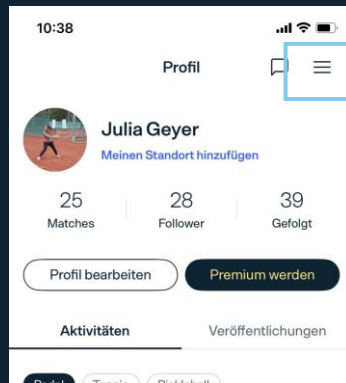 10:38
Profil
Julia Geyer
Meinen Standort hinzufügen
25 28 39
Matches Follower Gefolgt
Profil bearbeiten Premium werden
Aktivitäten Veröffentlichungen
Padel Tennis Pickleball